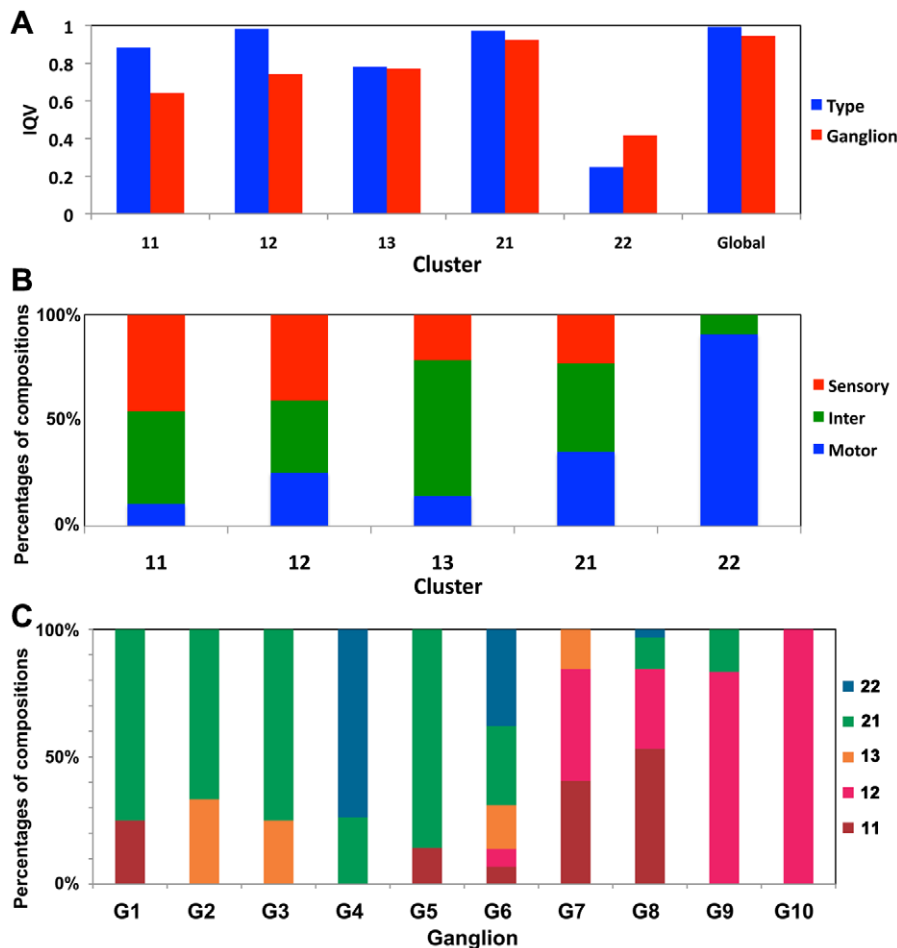 A
1
0.8
0.6
0.4
0.2
0
IQV
11 12 13 21 22 Global
Cluster
Type
Ganglion
B
100%
50%
0%
Percentages of compositions
11 12 13 21 22
Cluster
Sensory
Inter
Motor
C
100%
50%
0%
Percentages of compositions
G1 G2 G3 G4 G5 G6 G7 G8 G9 G10
Ganglion
22
21
13
12
11